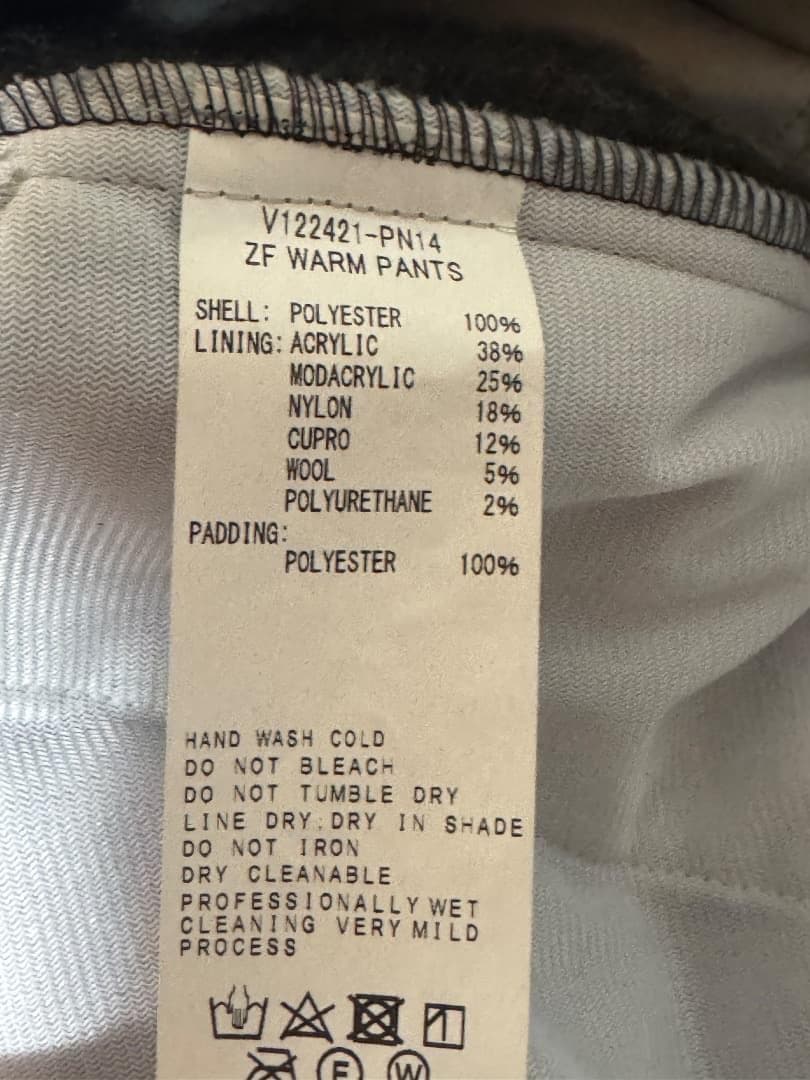 V122421-PN14
ZF WARM PANTS
SHELL: POLYESTER 100%
LINING: ACRYLIC 38%
MODACRYLIC 25%
NYLON 18%
CUPRO 12%
WOOL 5%
POLYURETHANE 2%
PADDING:
POLYESTER 100%
HAND WASH COLD
DO NOT BLEACH
DO NOT TUMBLE DRY
LINE DRY:DRY IN SHADE
DO NOT IRON
DRY CLEANABLE
PROFESSIONALLY WET
CLEANING VERY MILD
PROCESS
F W